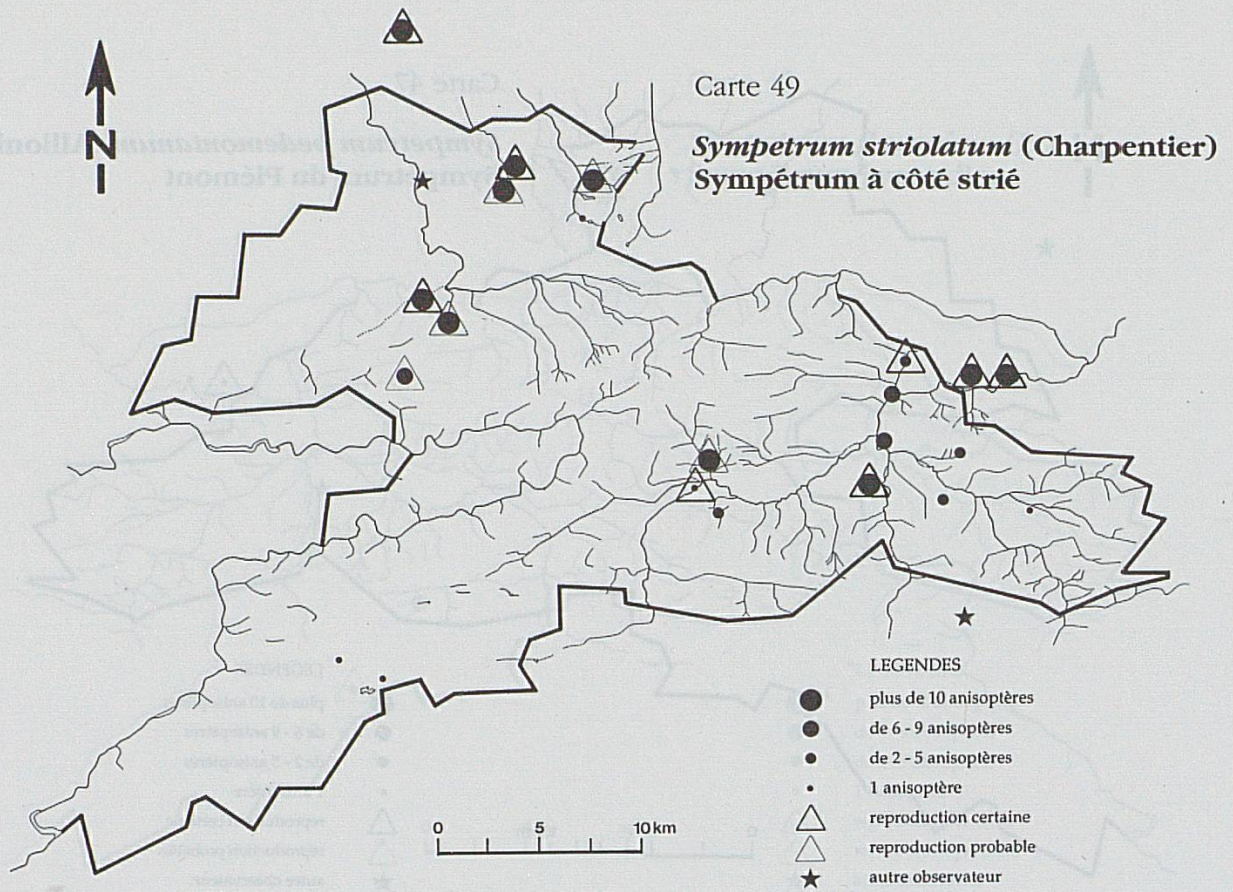 N
Carte 49
Sympetrum striolatum (Charpentier)
Sympétrum à côté strié
LEGENDES
plus de 10 anisoptères
de 6 - 9 anisoptères
de 2 - 5 anisoptères
1 anisoptère
reproduction certaine
reproduction probable
autre observateur
0 5 10 km